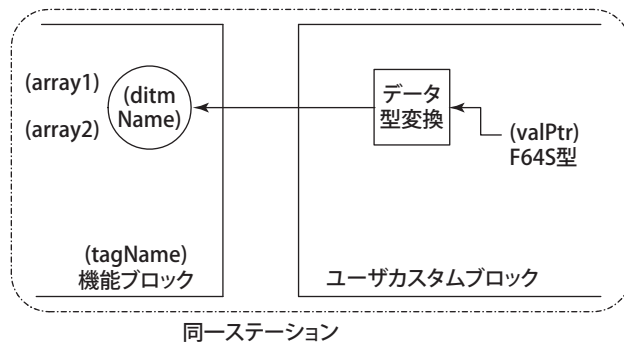 (array1)
(array2)
(ditm
Name)
データ
型変換
(valPtr)
F64S型
(tagName)
機能ブロック
ユーザカスタムブロック
同一ステーション